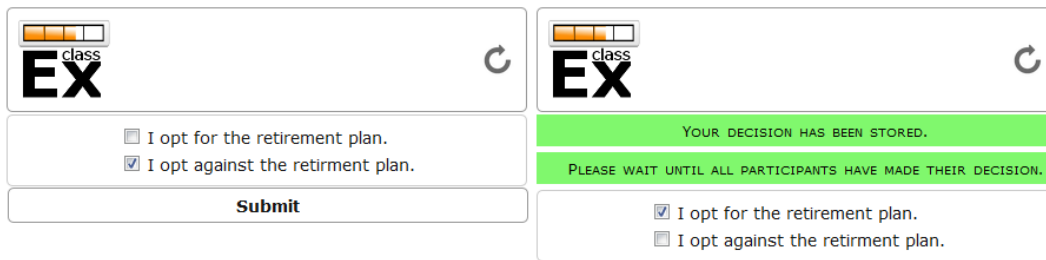 class
Ex
I opt for the retirement plan.
I opt against the retirment plan.
Submit
class
Ex
YOUR DECISION HAS BEEN STORED.
PLEASE WAIT UNTIL ALL PARTICIPANTS HAVE MADE THEIR DECISION.
I opt for the retirement plan.
I opt against the retirment plan.